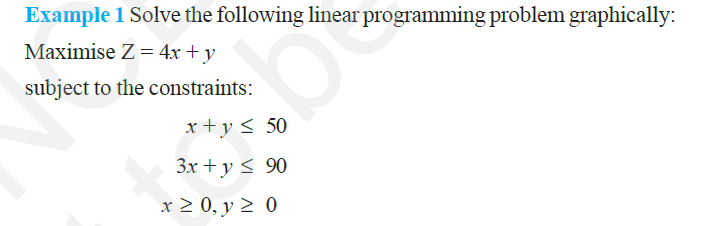 Example 1 Solve the following linear programming problem graphically:
Maximise Z = 4x + y
subject to the constraints:
x + y ≤ 50
3x + y ≤ 90
x ≥ 0, y ≥ 0